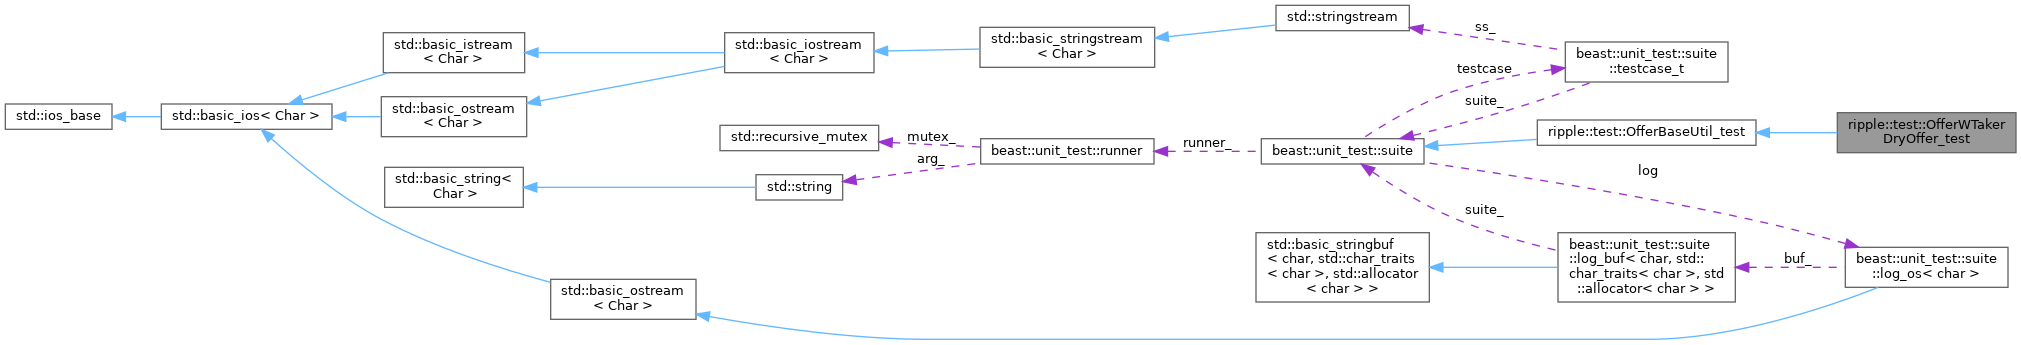 std::ios_base
std::basic_ios< Char >
std::basic_istream
< Char >
std::basic_ostream
< Char >
std::basic_string<
Char >
std::basic_ostream
< Char >
std::basic_iostream
< Char >
std::recursive_mutex
std::string
std::basic_stringstream
< Char >
mutex_
arg_
beast::unit_test::runner
runner_
std::stringstream
ss_
beast::unit_test::suite
::testcase_t
testcase
suite_
beast::unit_test::suite
ripple::test::OfferBaseUtil_test
ripple::test::OfferWTaker
DryOffer_test
log
suite_
std::basic_stringbuf
< char, std::char_traits
< char >, std::allocator
< char > >
beast::unit_test::suite
::log_buf< char, std::
char_traits< char >, std
::allocator< char > >
buf_
beast::unit_test::suite
::log_os< char >